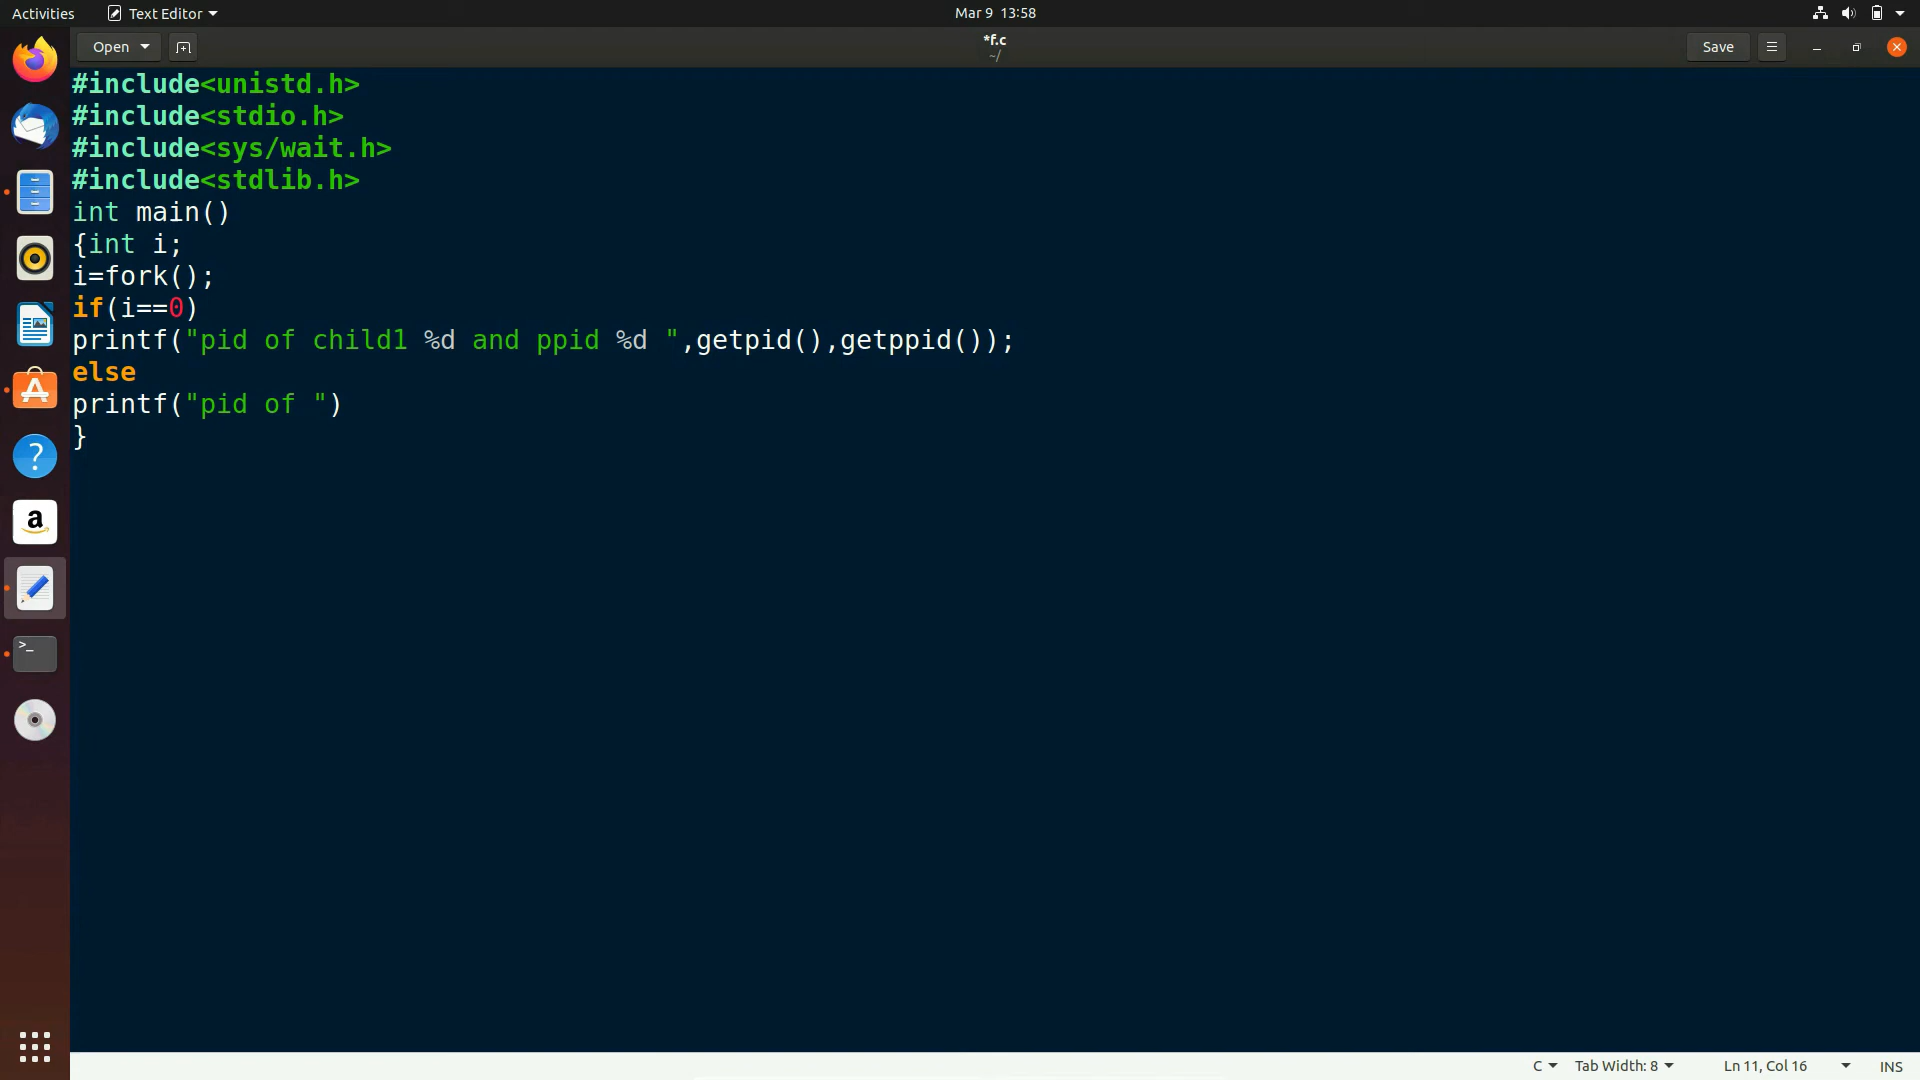 Activities Text Editor Mar 9 13:58
Open *f.c Save
~/
#include<unistd.h>
#include<stdio.h>
#include<sys/wait.h>
#include<stdlib.h>
int main()
{int i;
i=fork();
if(i==0)
printf("pid of child1 %d and ppid %d ",getpid(),getppid());
else
printf("pid of ")
}
C Tab Width: 8 Ln 11, Col 16 INS